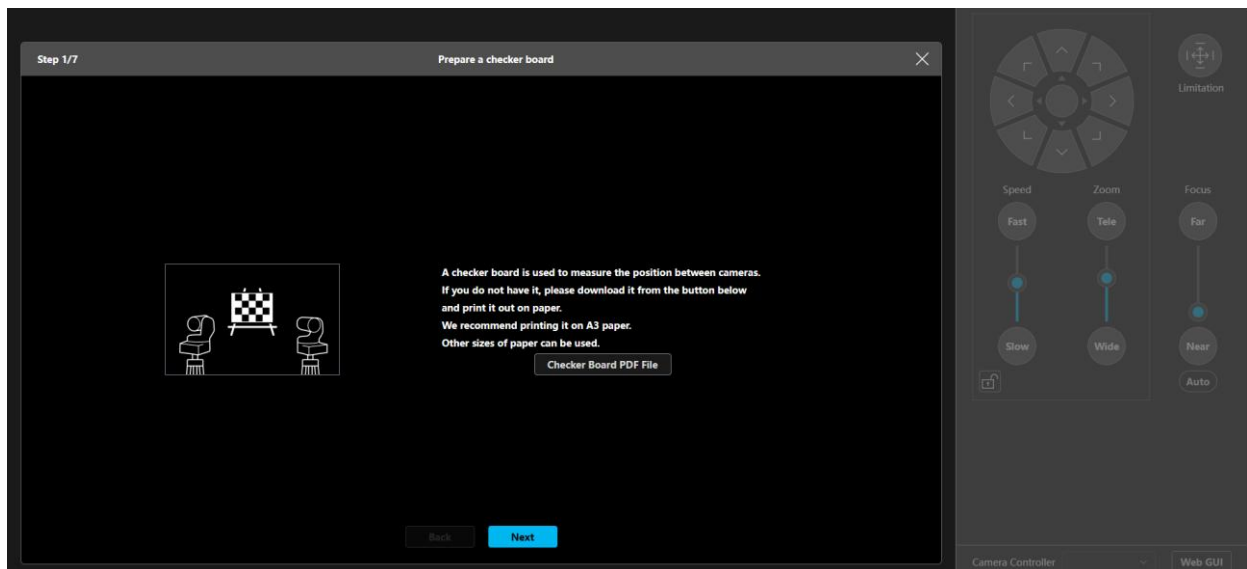 Step 1/7
Prepare a checker board
A checker board is used to measure the position between cameras.
If you do not have it, please download it from the button below
and print it out on paper.
We recommend printing it on A3 paper.
Other sizes of paper can be used.
Checker Board PDF File
Back
Next
Limitation
Speed
Zoom
Focus
Fast
Tele
Far
Slow
Wide
Near
Auto
Camera Controller
Web GUI